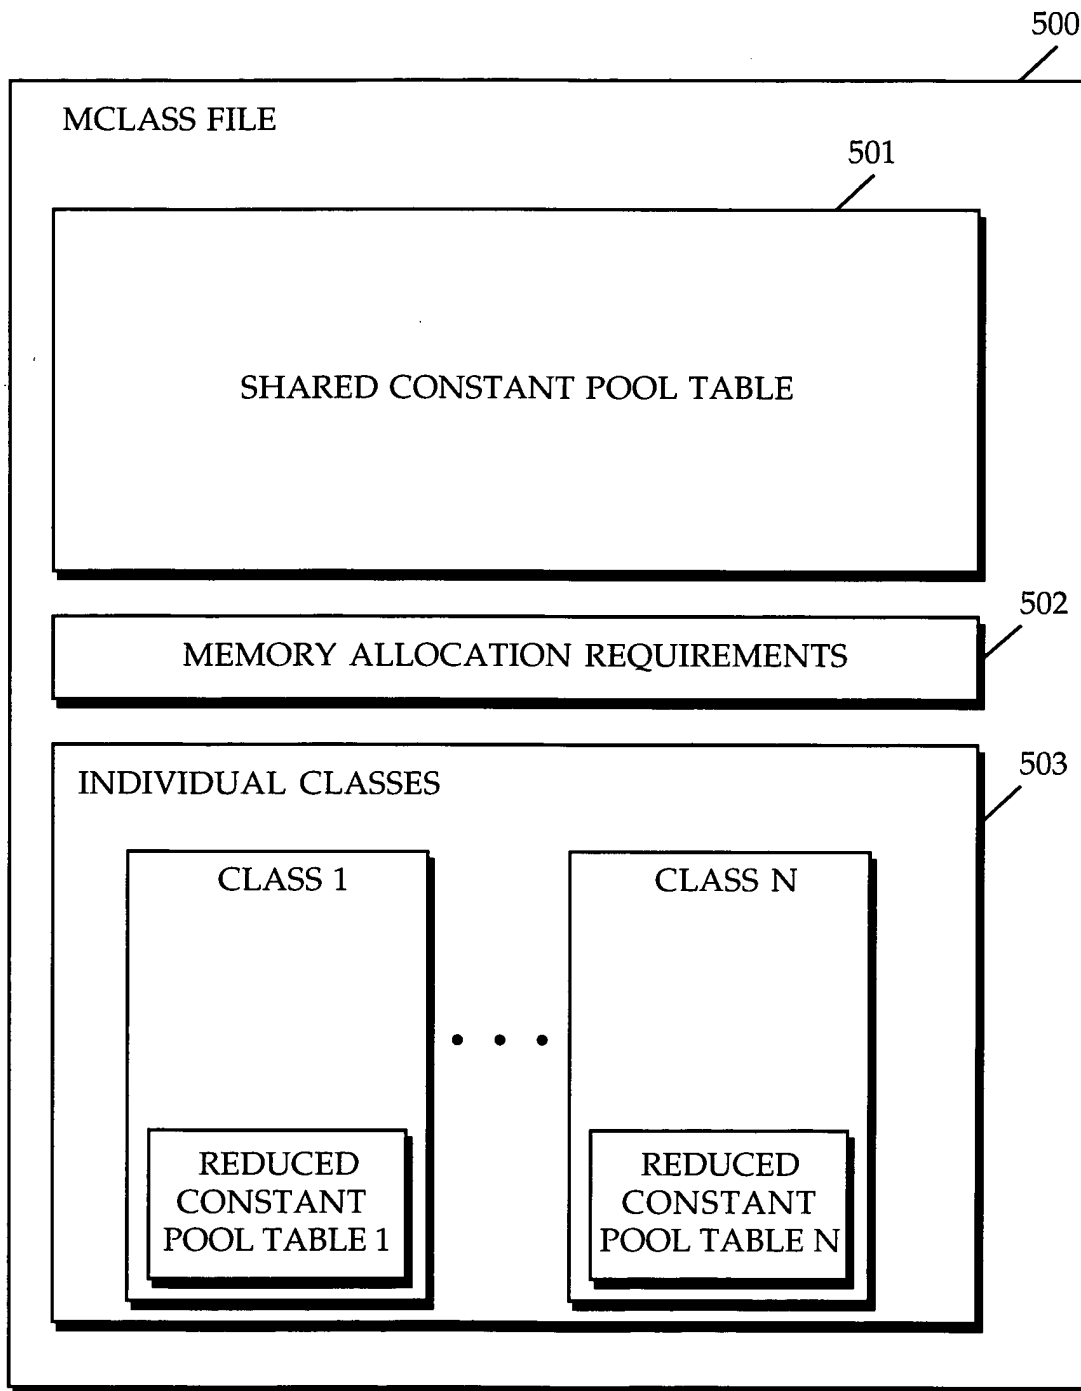 500
MCLASS FILE
501
SHARED CONSTANT POOL TABLE
502
MEMORY ALLOCATION REQUIREMENTS
503
INDIVIDUAL CLASSES
CLASS 1
REDUCED
CONSTANT
POOL TABLE 1
• • •
CLASS N
REDUCED
CONSTANT
POOL TABLE N